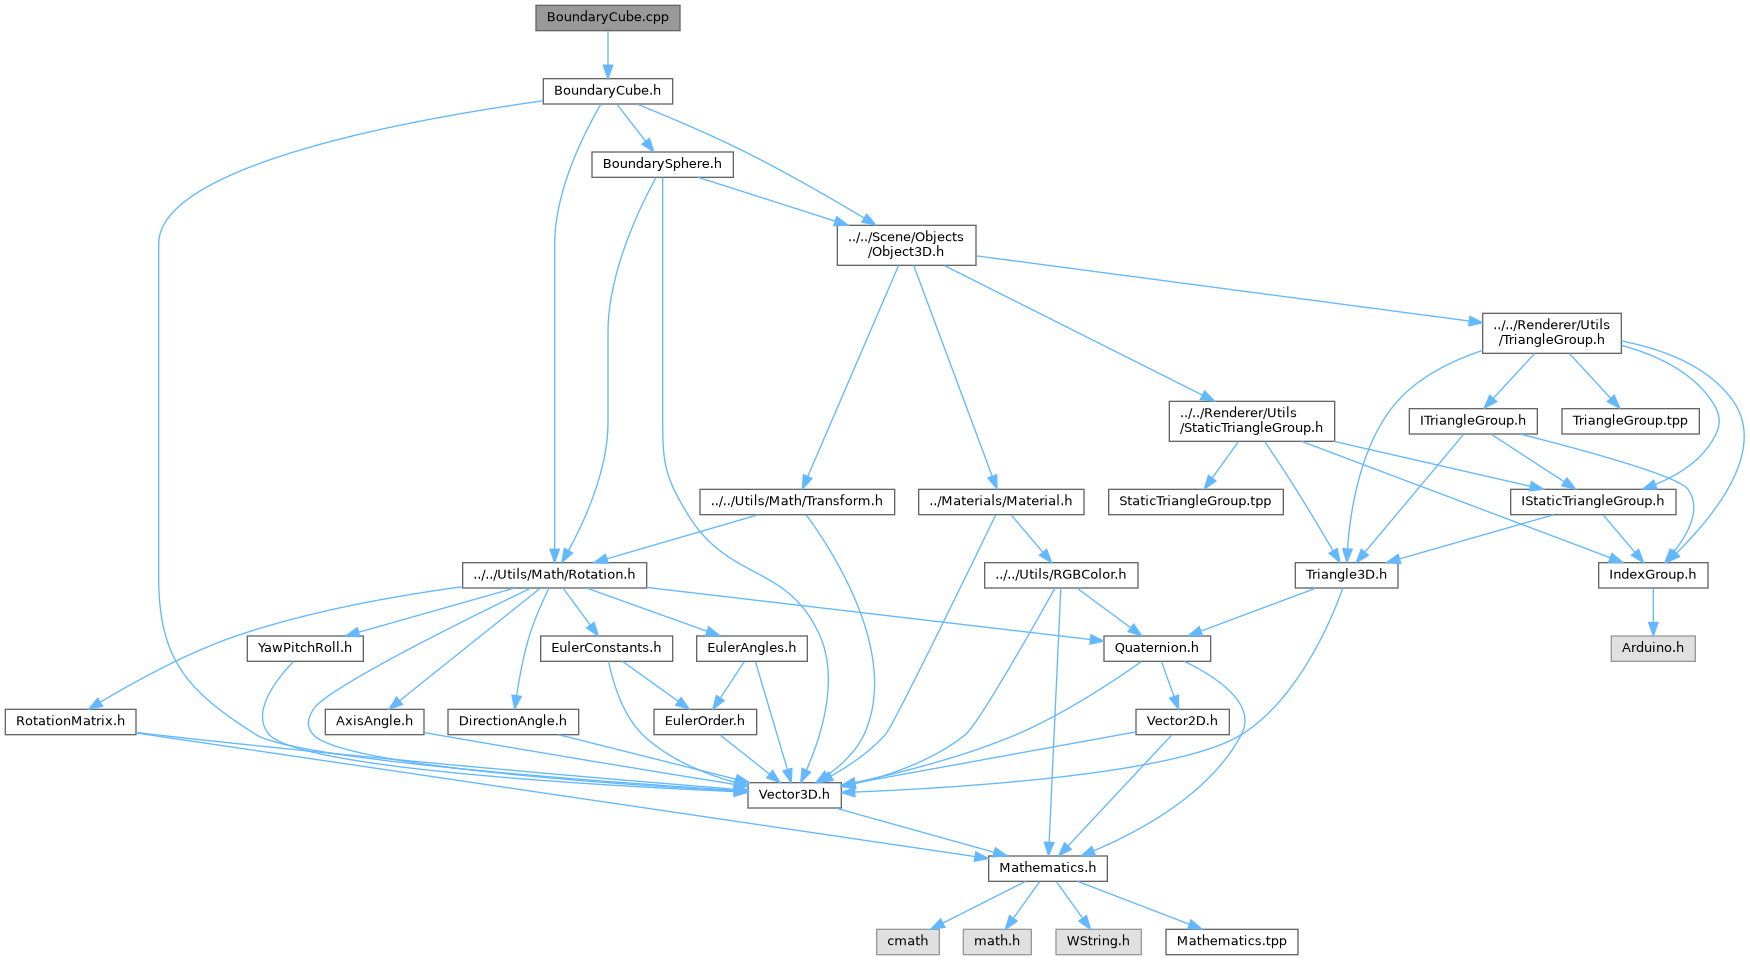 BoundaryCube.cpp
BoundaryCube.h
BoundarySphere.h
../../Scene/Objects
/Object3D.h
../../Renderer/Utils
/TriangleGroup.h
../../Renderer/Utils
/StaticTriangleGroup.h
ITriangleGroup.h
TriangleGroup.tpp
../../Utils/Math/Transform.h
../Materials/Material.h
StaticTriangleGroup.tpp
IStaticTriangleGroup.h
../../Utils/Math/Rotation.h
../../Utils/RGBColor.h
Triangle3D.h
IndexGroup.h
YawPitchRoll.h
EulerConstants.h
EulerAngles.h
Quaternion.h
Arduino.h
RotationMatrix.h
AxisAngle.h
DirectionAngle.h
EulerOrder.h
Vector2D.h
Vector3D.h
Mathematics.h
cmath
math.h
WString.h
Mathematics.tpp